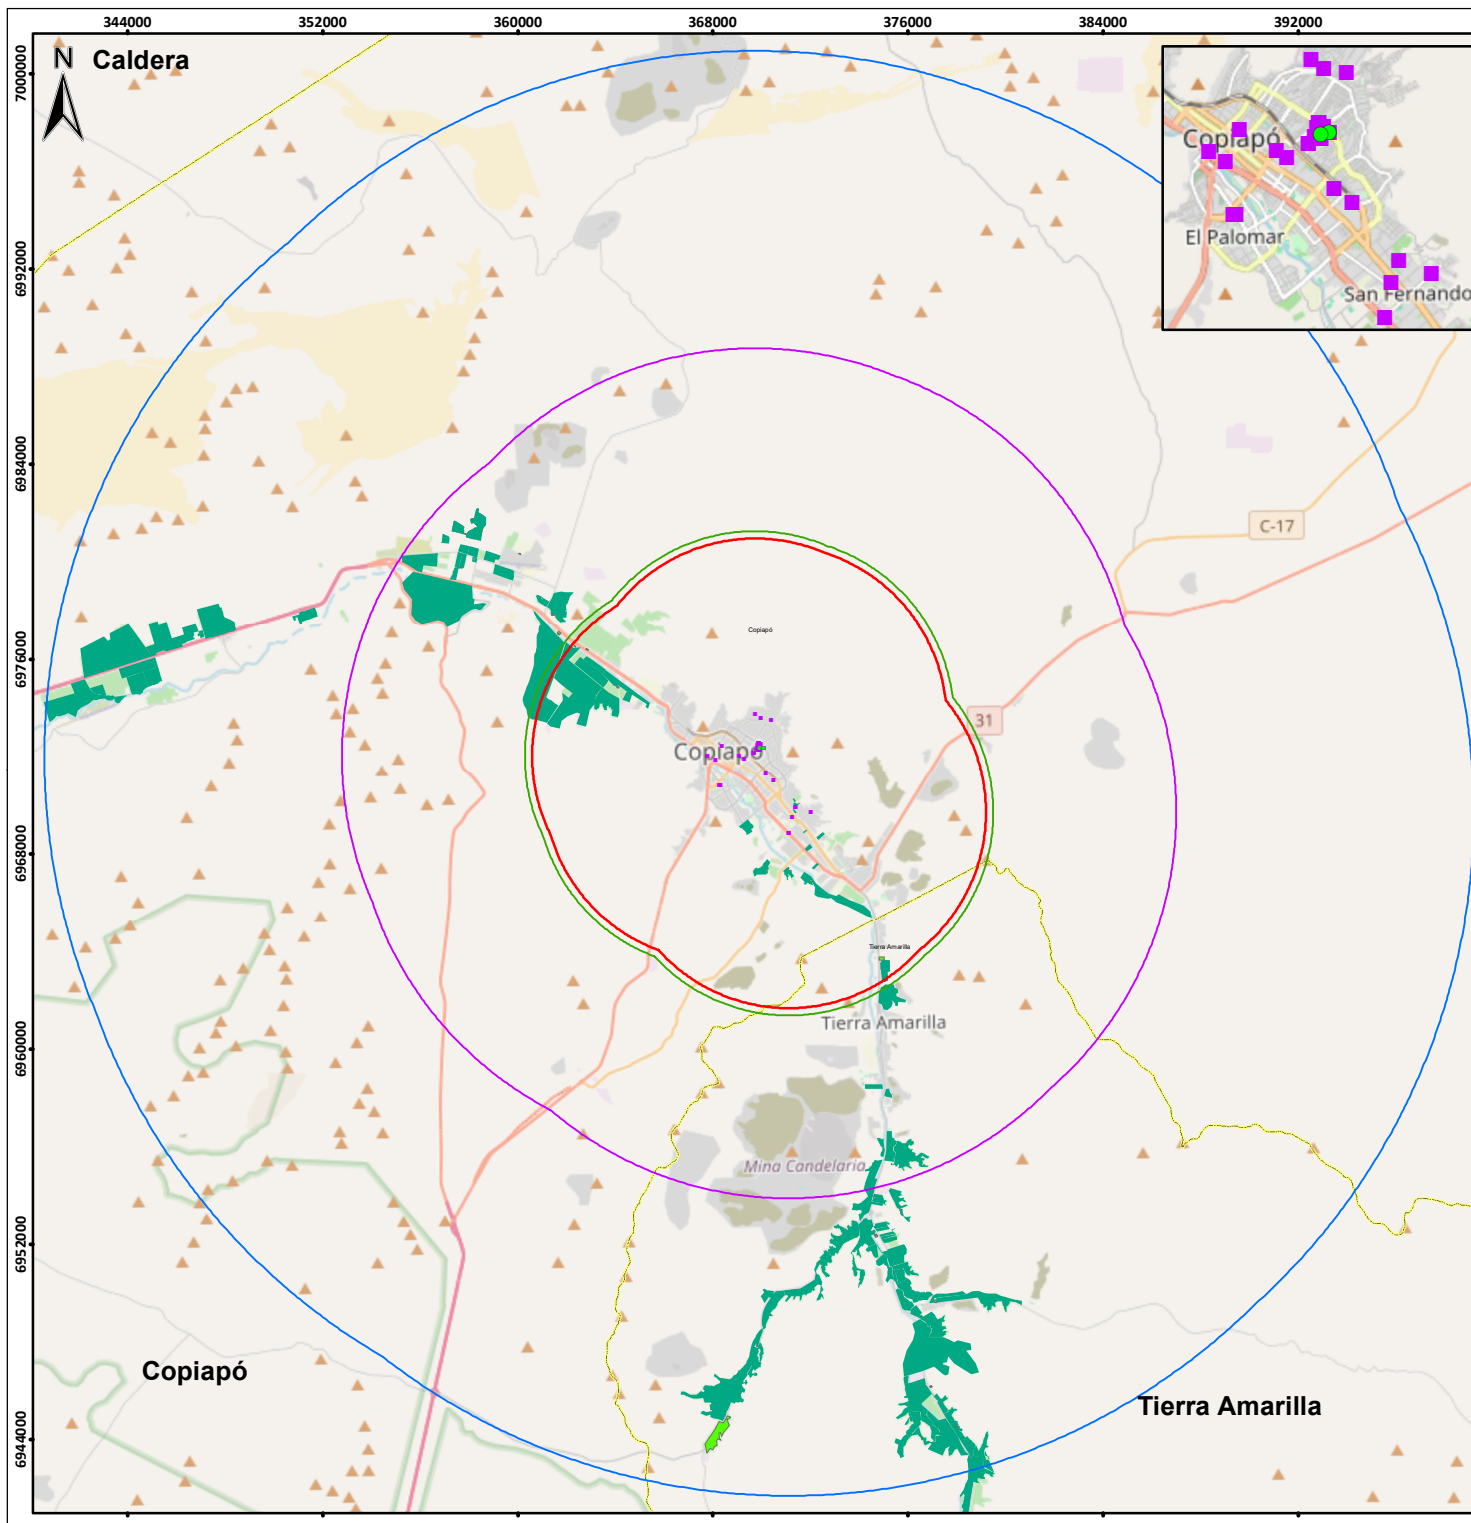 344000 352000 360000 368000 376000 384000 392000
7000000
6992000
6984000
6976000
6968000
6960000
6952000
6944000
N
Caldera
Copiapó
El Palomar
San Fernando
C-17
31
Copiapó
Copiapó
Tierra Amarilla
Tierra Amarilla
Mina Candelaria
Copiapó
Tierra Amarilla